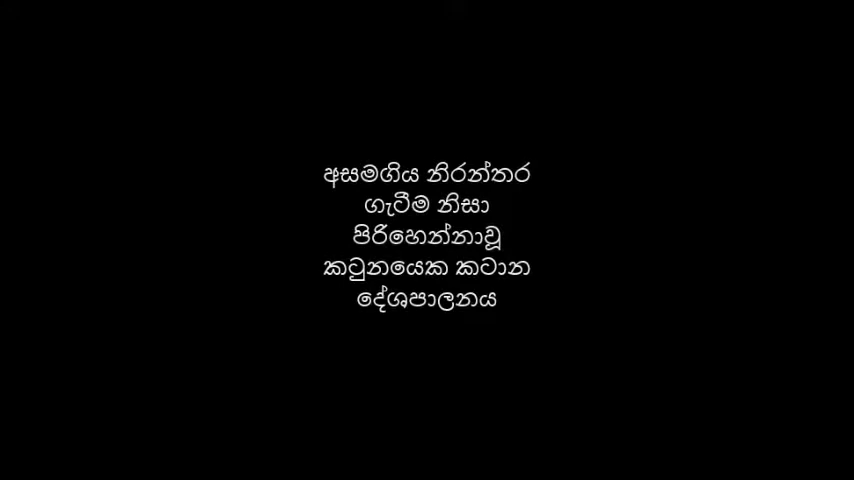 අසමගිය නිරන්තර
ගැටීම නිසා
පිරිහෙන්නාවූ
කටුනයෙක කටාන
දේශපාලනය